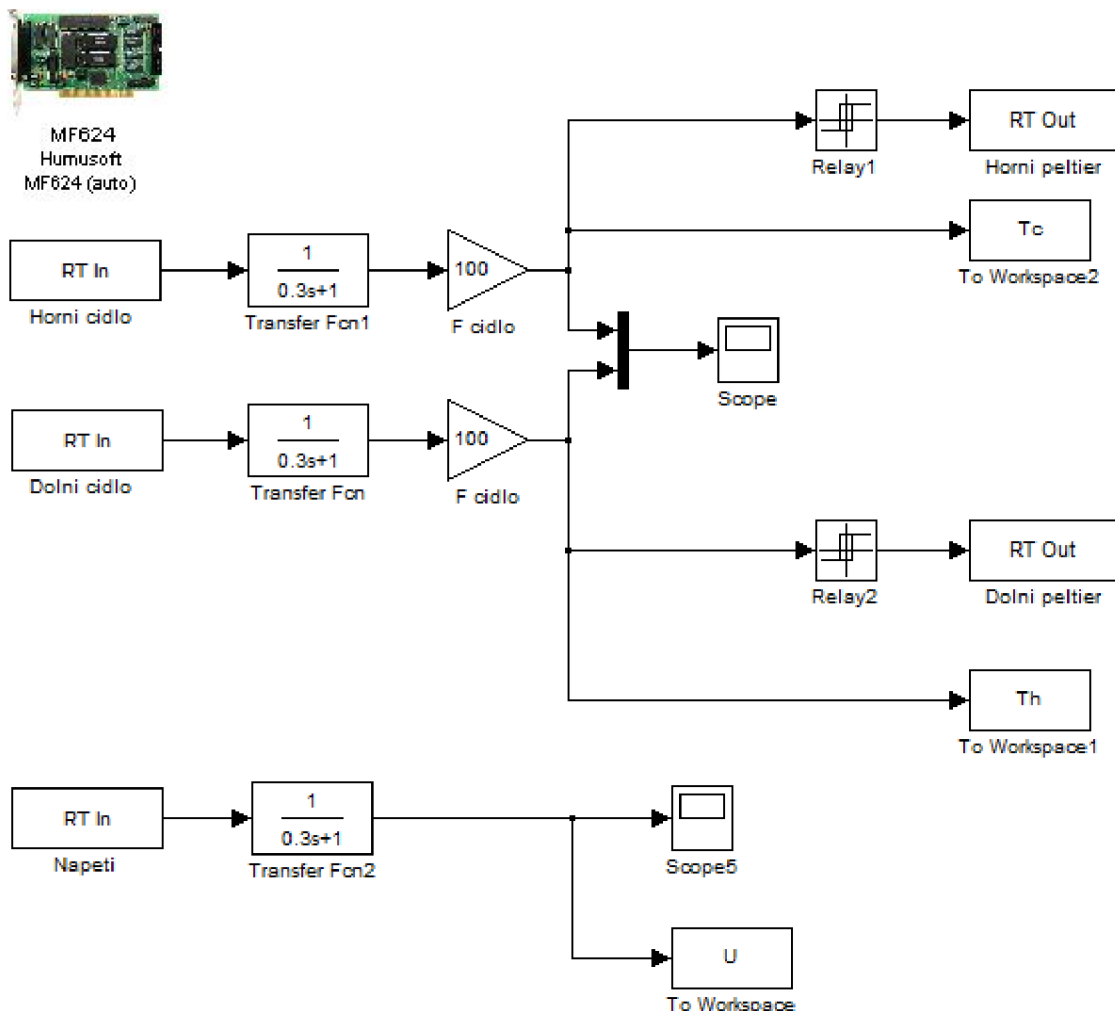 MF624
Humusoft
MF624 (auto)
RT In
Horni cidlo
1
0.3s+1
Transfer Fcn1
100
F cidlo
Relay1
RT Out
Horni peltier
Tc
To Workspace2
Scope
RT In
Dolni cidlo
1
0.3s+1
Transfer Fcn
100
F cidlo
Relay2
RT Out
Dolni peltier
Th
To Workspace1
RT In
Napeti
1
0.3s+1
Transfer Fcn2
Scope5
U
To Workspace